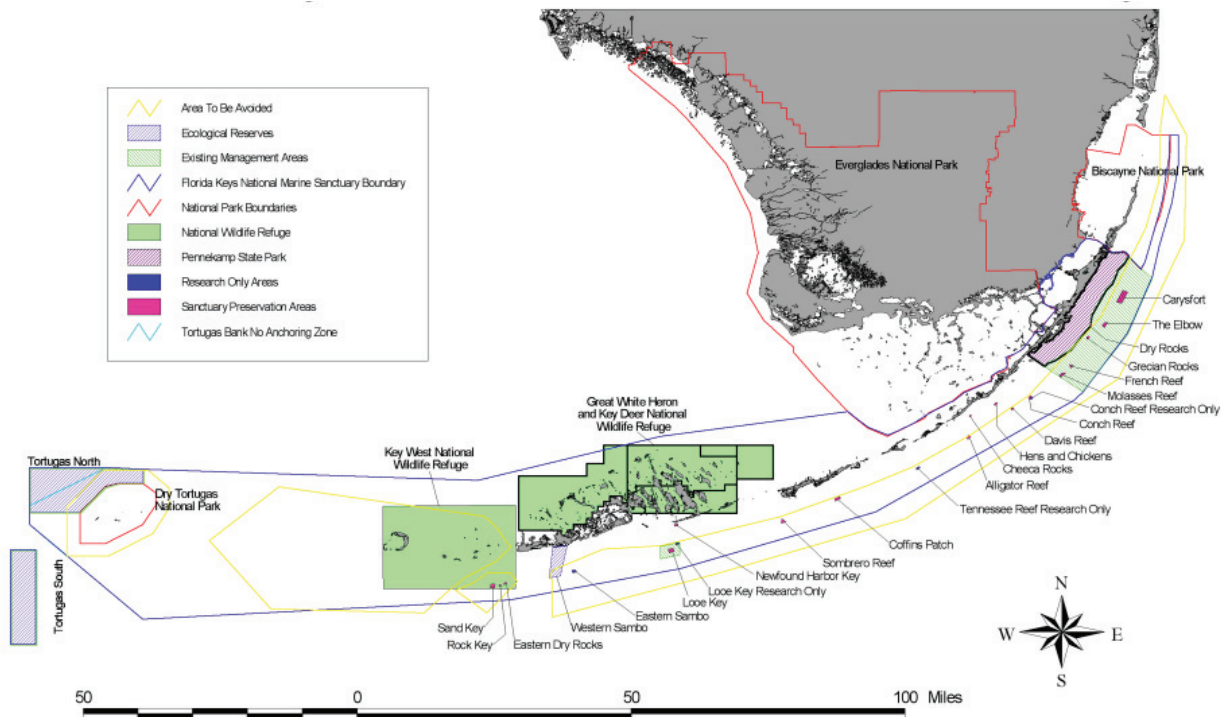 Area To Be Avoided
Ecological Reserves
Existing Management Areas
Florida Keys National Marine Sanctuary Boundary
National Park Boundaries
National Wildlife Refuge
Pennekamp State Park
Research Only Areas
Sanctuary Preservation Areas
Tortugas Bank No Anchoring Zone
Everglades National Park
Biscayne National Park
Carysfort
The Elbow
Dry Rocks
Grecian Rocks
French Reef
Molasses Reef
Conch Reef Research Only
Conch Reef
Davis Reef
Hens and Chickens
Cheeca Rocks
Alligator Reef
Tennessee Reef Research Only
Coffins Patch
Sombrero Reef
Newfound Harbor Key
Looe Key Research Only
Looe Key
Eastern Sambo
Western Sambo
Eastern Dry Rocks
Rock Key
Sand Key
Great White Heron
and Key Deer National
Wildlife Refuge
Key West National
Wildlife Refuge
Tortugas North
Dry Tortugas
National Park
Tortugas South
N
W
E
S
50
0
50
100 Miles